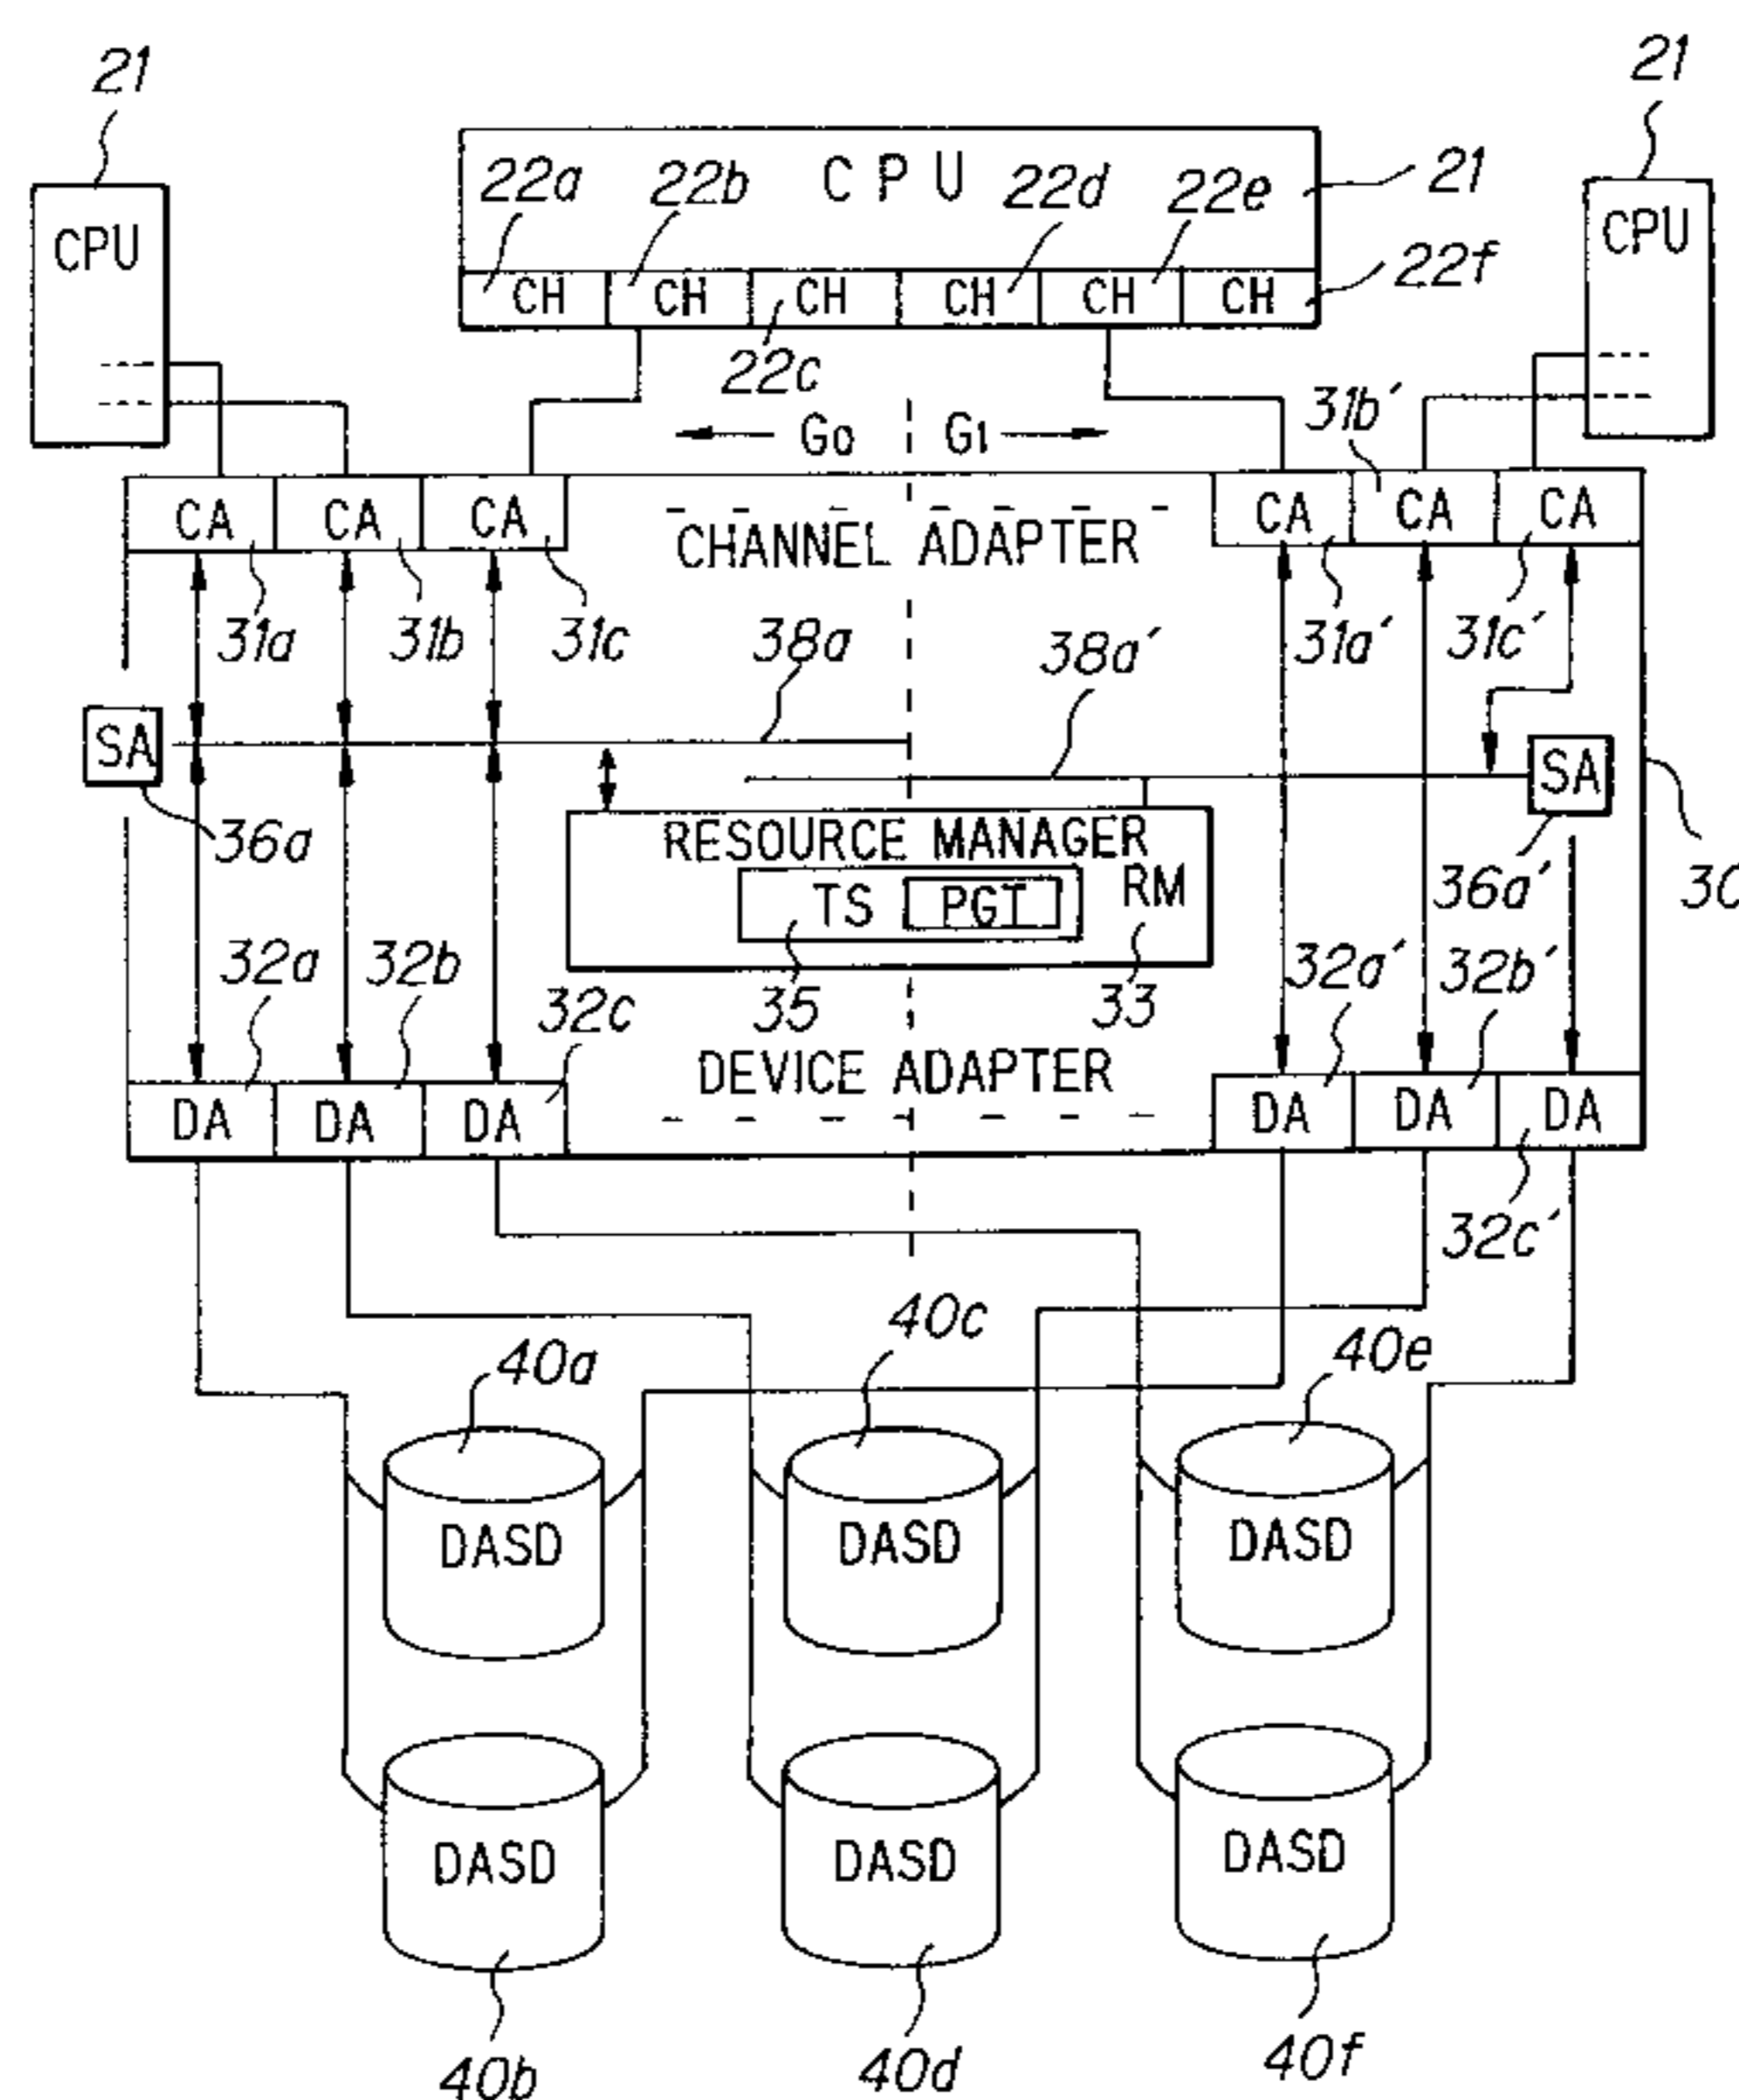 21
21
CPU
21
22a
22b
22d
22e
22f
CPU
CPU
CH CH CH CH CH CH
22c
G0
G1
31b'
CA CA CA
CHANNEL ADAPTER
CA CA CA
31a
31b
31c
38a
38a'
31a'
31c'
SA
SA
36a
RESOURCE MANAGER
TS
PGT
RM
36a'
30
32a
32b
32c
35
33
32a'
32b'
DEVICE ADAPTER
DA DA DA
DA DA DA
32c'
40a
40c
40e
DASD
DASD
DASD
DASD
DASD
DASD
40b
40d
40f